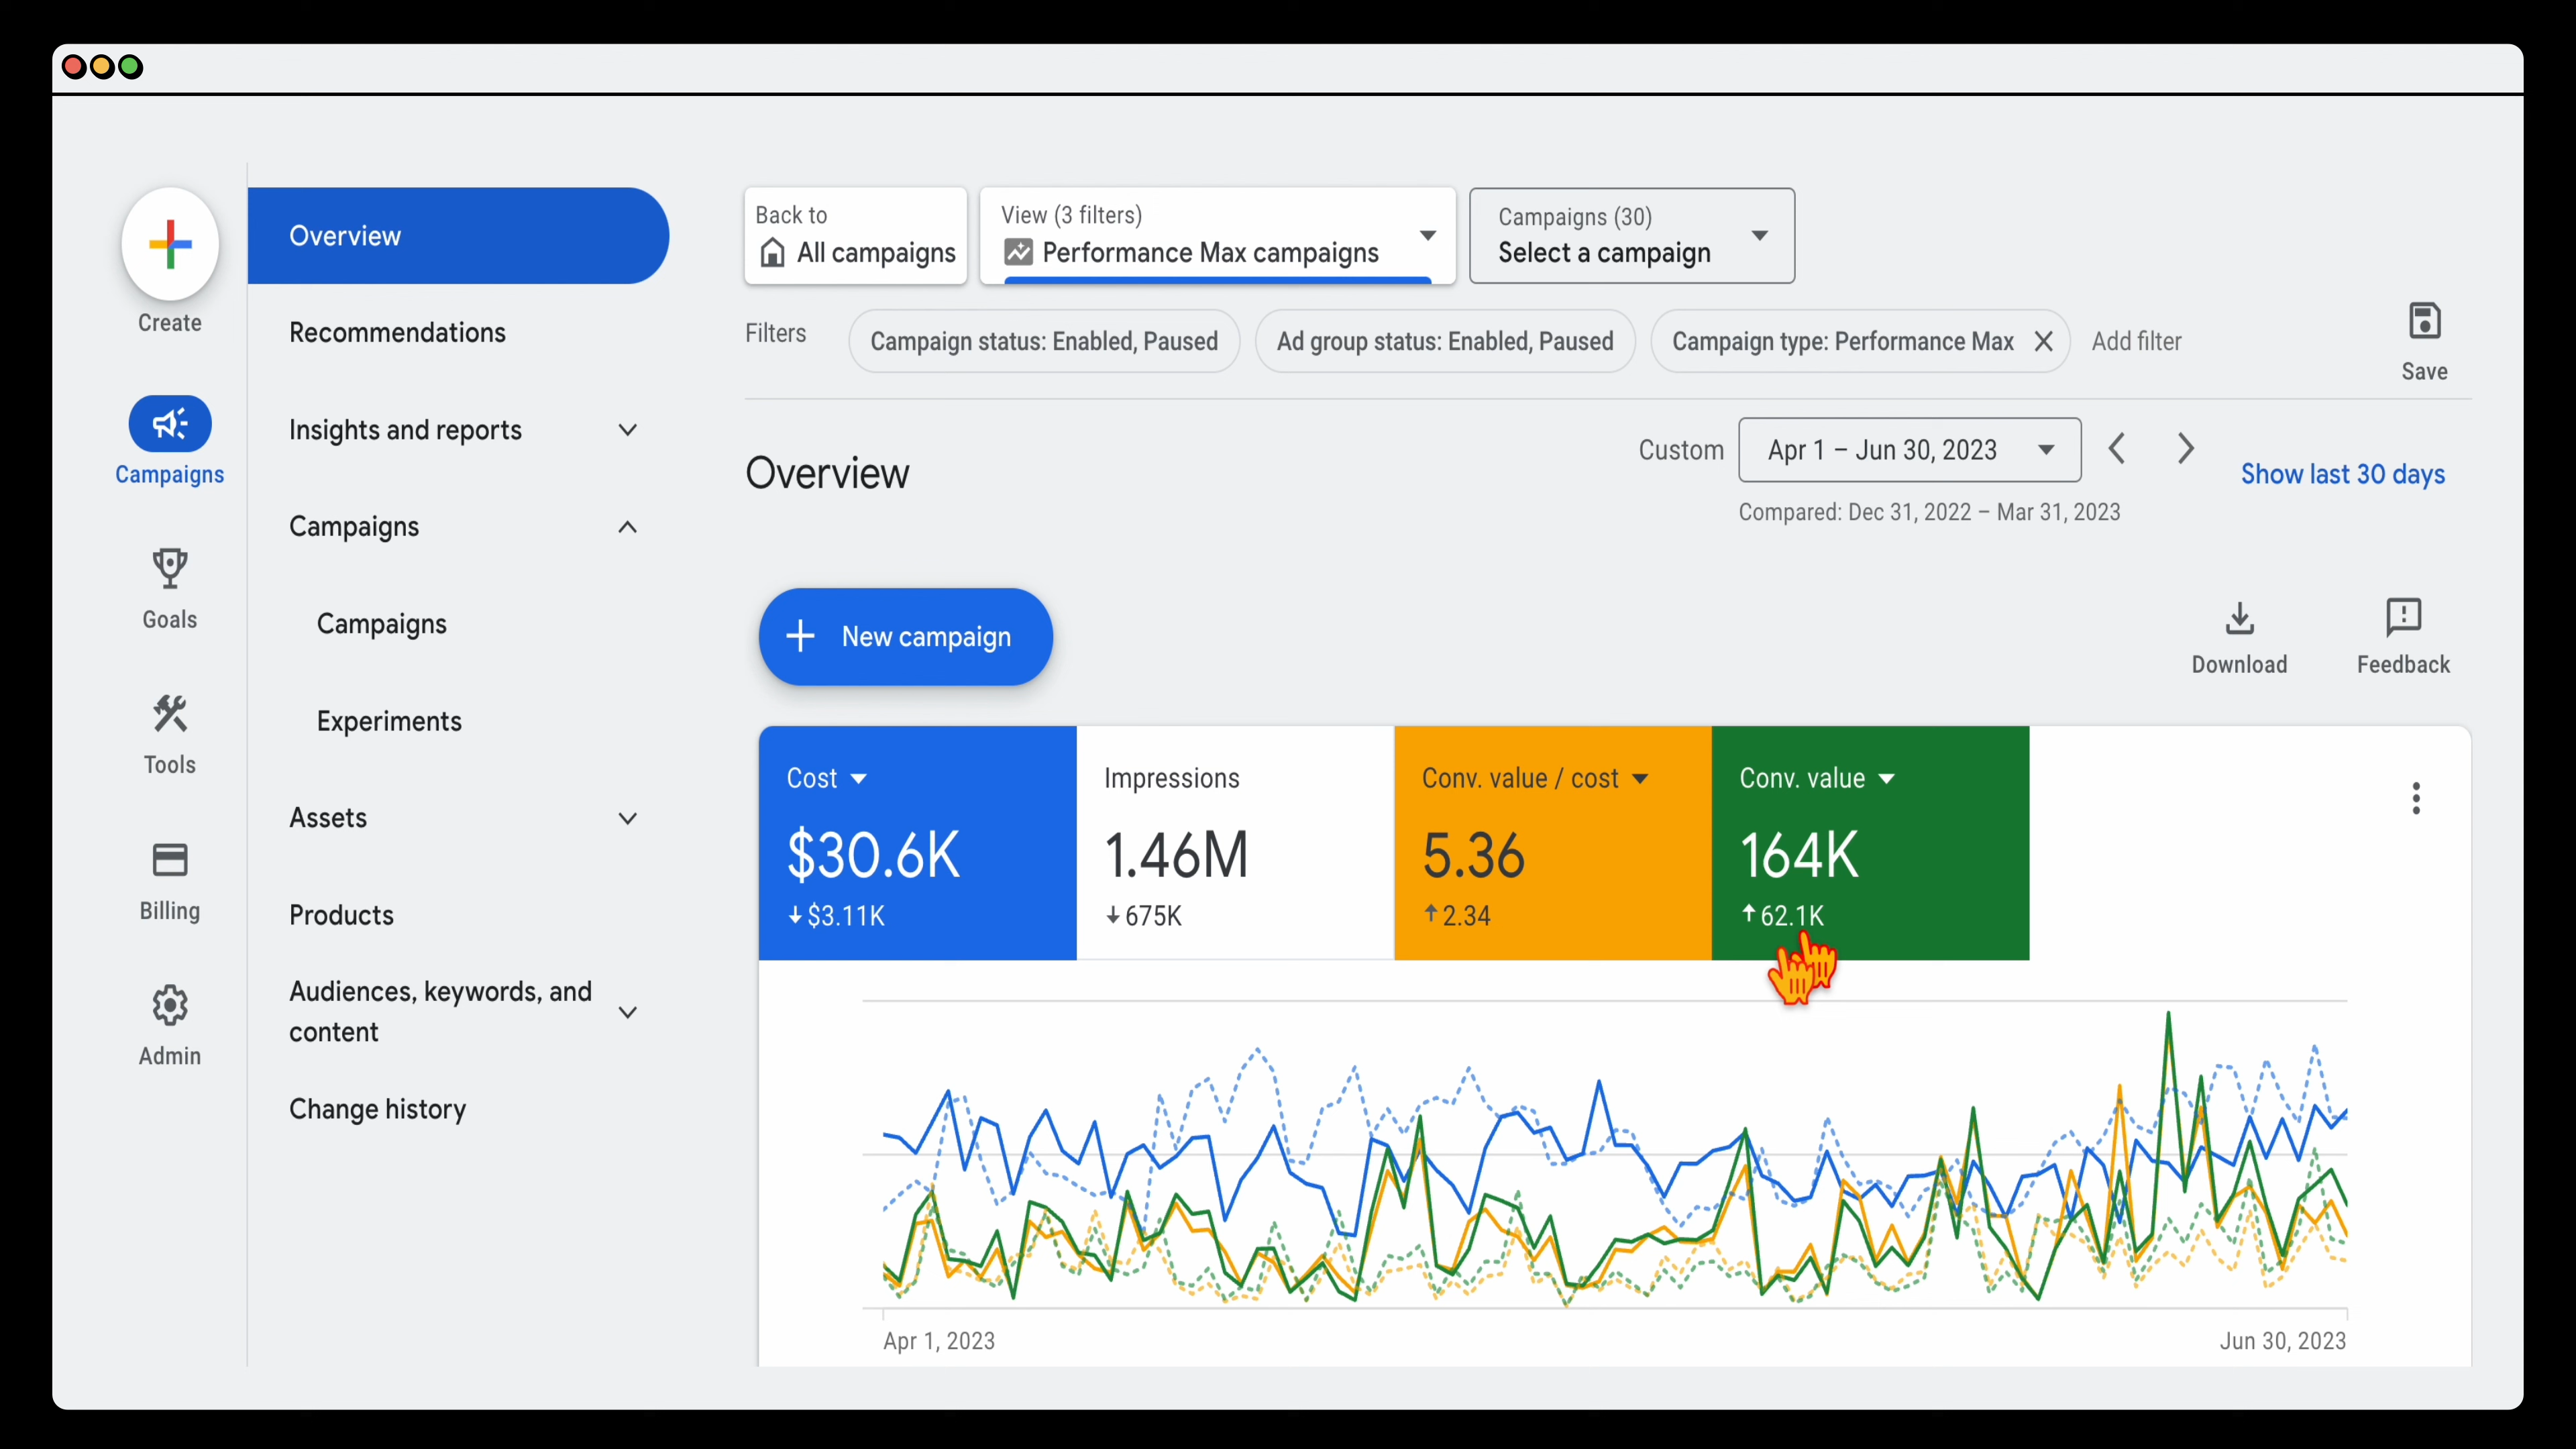 Create
Campaigns
Goals
Tools
Billing
Admin
Overview
Recommendations
Insights and reports
Campaigns
Campaigns
Experiments
Assets
Products
Audiences, keywords, and
content
Change history
Back to
All campaigns
View (3 filters)
Performance Max campaigns
Campaigns (30)
Select a campaign
Filters
Campaign status: Enabled, Paused
Ad group status: Enabled, Paused
Campaign type: Performance Max
Add filter
Save
Overview
Custom
Apr 1 – Jun 30, 2023
Show last 30 days
Compared: Dec 31, 2022 – Mar 31, 2023
New campaign
Download
Feedback
Cost
$30.6K
↓ $3.11K
Impressions
1.46M
↓ 675K
Conv. value / cost
5.36
↑ 2.34
Conv. value
164K
↑ 62.1K
Apr 1, 2023
Jun 30, 2023